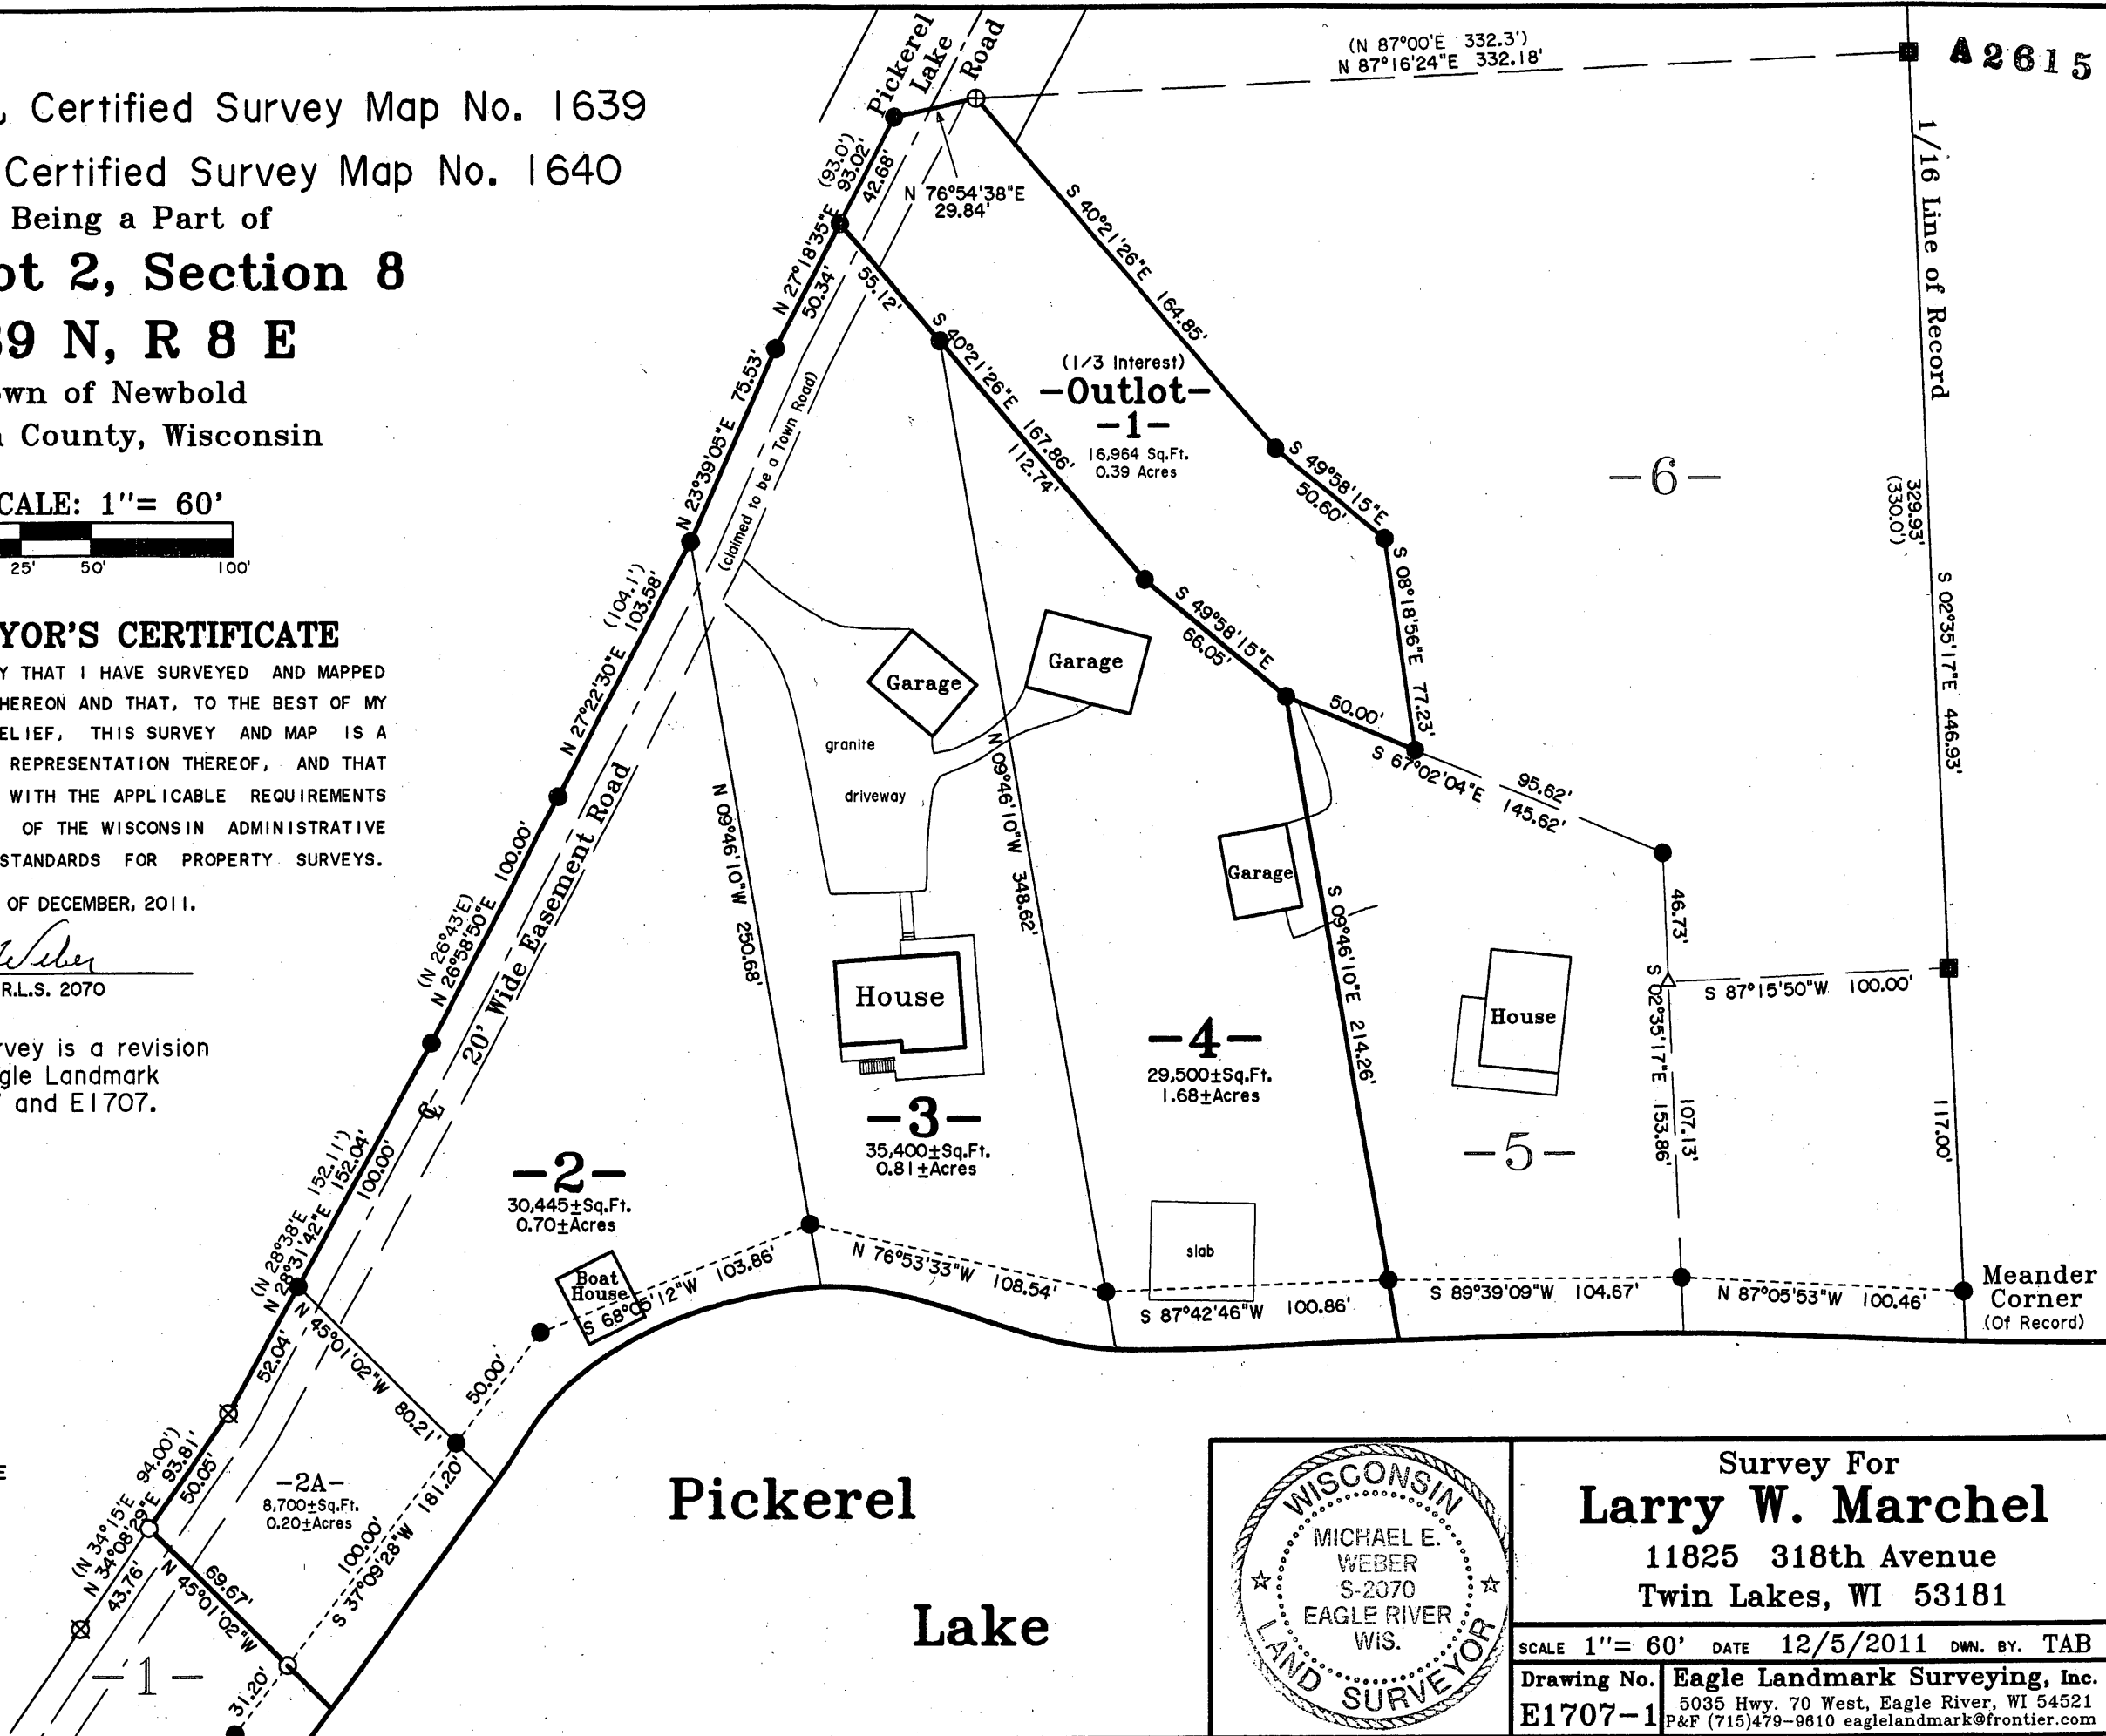 A2615
Certified Survey Map No. 1639
Certified Survey Map No. 1640
Being a Part of
ot 2, Section 8
39 N, R 8 E
wn of Newbold
County, Wisconsin
CALE: 1"= 60'
25' 50' 100'
YOR'S CERTIFICATE
Y THAT I HAVE SURVEYED AND MAPPED
HEREON AND THAT, TO THE BEST OF MY
ELIEF, THIS SURVEY AND MAP IS A
REPRESENTATION THEREOF, AND THAT
WITH THE APPLICABLE REQUIREMENTS
OF THE WISCONSIN ADMINISTRATIVE
STANDARDS FOR PROPERTY SURVEYS.
OF DECEMBER, 2011.
Weber
R.L.S. 2070
rvey is a revision
gle Landmark
and E1707.
Pickerel
Lake
Road
(N 87°00'E 332.3')
N 87°16'24"E 332.18'
1/16 Line of Record
329.93'
(330.0')
S 02°35'17"E 446.93'
117.00'
(93.0')
93.02'
42.68'
N 27°18'35"E
50.34'
N 76°54'38"E
29.84'
S 40°21'26"E 164.85'
55.12'
S 40°21'26"E 167.86'
112.74'
(1/3 Interest)
-Outlot-
-1-
16,964 Sq.Ft.
0.39 Acres
S 49°58'15"E
50.60'
S 08°18'56"E 77.23'
S 49°58'15"E
66.05'
50.00'
S 67°02'04"E
95.62'
145.62'
-6-
N 23°39'05"E 75.53'
(claimed to be a Town Road)
(104.1')
103.58'
N 27°22'30"E
Garage
Garage
Garage
granite
driveway
N 09°46'10"W 250.68'
N 09°46'10"W 348.62'
S 09°46'10"E 214.26'
46.73'
S 87°15'50"W 100.00'
S 02°35'17"E 153.86'
107.13'
(N 26°43'E)
N 26°58'50"E 100.00'
20' Wide Easement Road
House
House
-4-
29,500±Sq.Ft.
1.68±Acres
-3-
35,400±Sq.Ft.
0.81±Acres
-5-
-2-
30,445±Sq.Ft.
0.70±Acres
(N 28°38'E 152.11')
N 28°31'42"E 152.04'
100.00'
52.04'
Boat
House
S 68°05'12"W 103.86'
N 76°53'33"W 108.54'
slab
S 87°42'46"W 100.86'
S 89°39'09"W 104.67'
N 87°05'53"W 100.46'
Meander
Corner
(Of Record)
N 45°01'02"W 80.21'
50.00'
(N 34°15'E 94.00')
N 34°08'29"E 93.81'
50.05'
43.76'
-2A-
8,700±Sq.Ft.
0.20±Acres
100.00'
S 37°09'28"W 181.20'
69.67'
N 45°01'02"W
-1-
31.20'
E
Pickerel
Lake
WISCONSIN
MICHAEL E.
WEBER
S-2070
EAGLE RIVER
WIS.
LAND SURVEYOR
Survey For
Larry W. Marchel
11825 318th Avenue
Twin Lakes, WI 53181
SCALE 1"= 60' DATE 12/5/2011 DWN. BY. TAB
Drawing No.
E1707-1
Eagle Landmark Surveying, Inc.
5035 Hwy. 70 West, Eagle River, WI 54521
P&F (715)479-9610 eaglelandmark@frontier.com